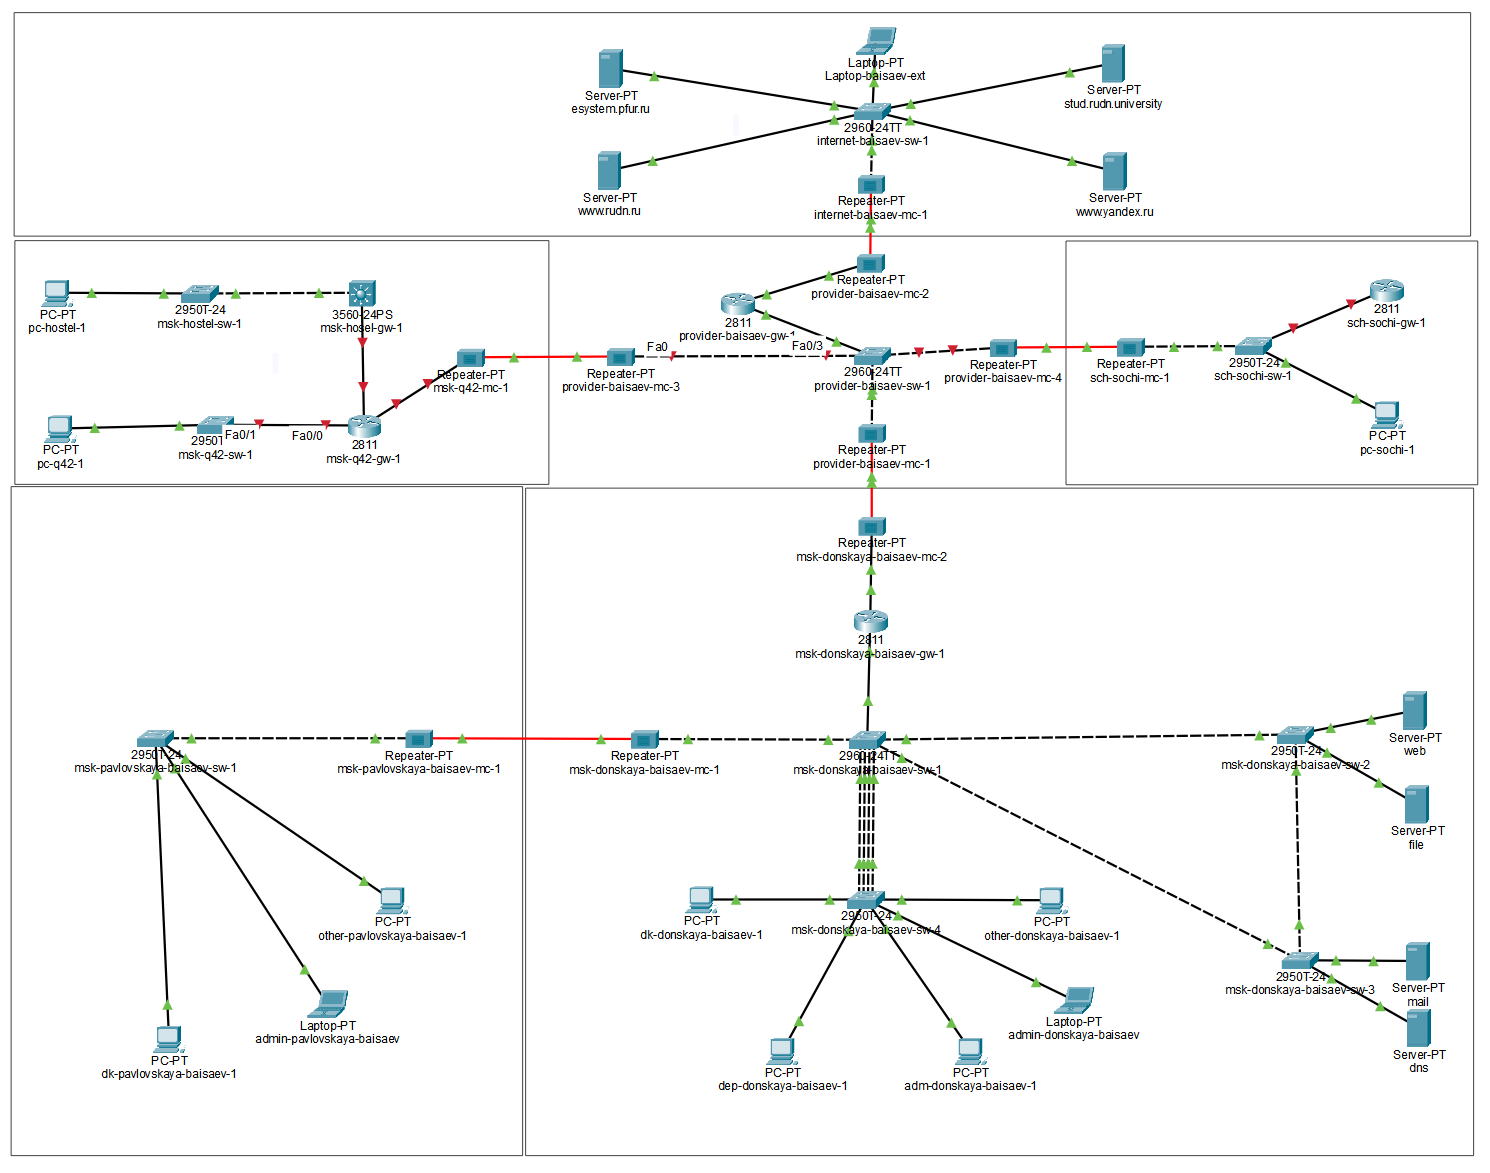 Laptop-PT
Laptop-baisaev-ext
Server-PT
esystem.pfur.ru
Server-PT
stud.rudn.university
2960-24TT
internet-baisaev-sw-1
Server-PT
www.rudn.ru
Repeater-PT
internet-baisaev-mc-1
Server-PT
www.yandex.ru
PC-PT
pc-hostel-1
2950T-24
msk-hostel-sw-1
3560-24PS
msk-hosel-gw-1
Repeater-PT
provider-baisaev-mc-2
2811
provider-baisaev-gw-1
2811
sch-sochi-gw-1
Fa0
Fa0/3
Repeater-PT
msk-q42-mc-1
Repeater-PT
provider-baisaev-mc-3
2960-24TT
provider-baisaev-sw-1
Repeater-PT
provider-baisaev-mc-4
Repeater-PT
sch-sochi-mc-1
2950T-24
sch-sochi-sw-1
PC-PT
pc-q42-1
2950T
msk-q42-sw-1
Fa0/1
Fa0/0
2811
msk-q42-gw-1
Repeater-PT
provider-baisaev-mc-1
PC-PT
pc-sochi-1
Repeater-PT
msk-donskaya-baisaev-mc-2
2811
msk-donskaya-baisaev-gw-1
2950T-24
msk-pavlovskaya-baisaev-sw-1
Repeater-PT
msk-pavlovskaya-baisaev-mc-1
Repeater-PT
msk-donskaya-baisaev-mc-1
2960-24TT
msk-donskaya-baisaev-sw-1
2950T-24
msk-donskaya-baisaev-sw-2
Server-PT
web
Server-PT
file
PC-PT
other-pavlovskaya-baisaev-1
PC-PT
dk-donskaya-baisaev-1
2950T-24
msk-donskaya-baisaev-sw-4
PC-PT
other-donskaya-baisaev-1
2950T-24
msk-donskaya-baisaev-sw-3
Server-PT
mail
Laptop-PT
admin-pavlovskaya-baisaev
Laptop-PT
admin-donskaya-baisaev
PC-PT
dk-pavlovskaya-baisaev-1
PC-PT
dep-donskaya-baisaev-1
PC-PT
adm-donskaya-baisaev-1
Server-PT
dns